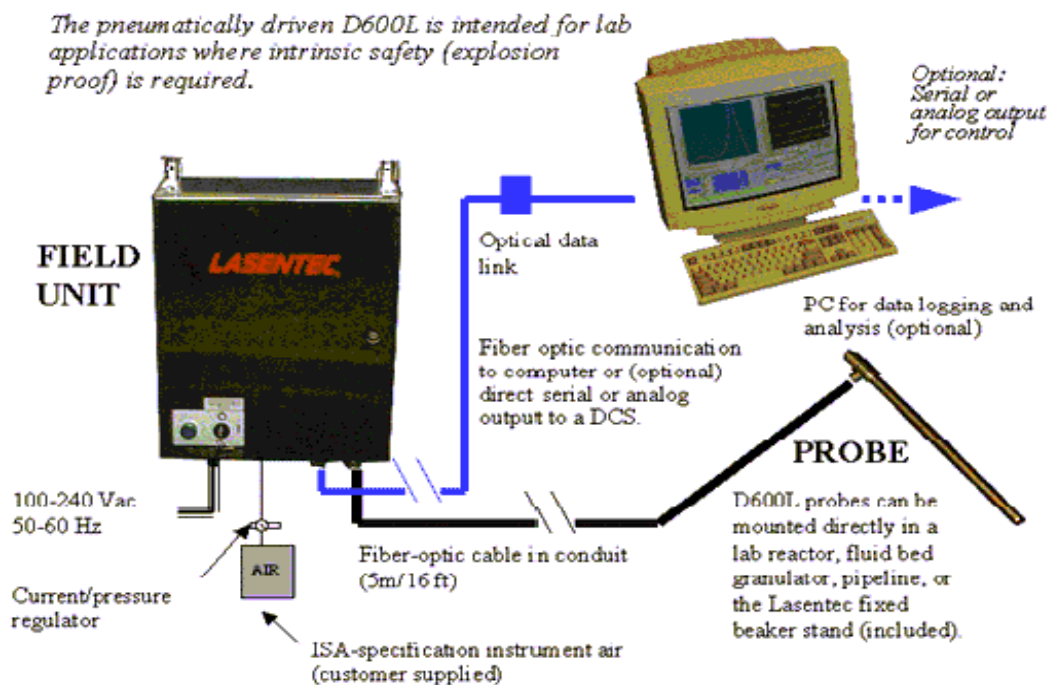 The pneumatically driven D600L is intended for lab
applications where intrinsic safety (explosion
proof) is required.
Optional:
Serial or
analog output
for control
FIELD
UNIT
LASENTEC
Optical data
link
PC for data logging and
analysis (optional)
Fiber optic communication
to computer or (optional)
direct serial or analog
output to a DCS.
PROBE
D600L probes can be
mounted directly in a
lab reactor, fluid bed
granulator, pipeline, or
the Lasentec fixed
beaker stand (included).
100-240 Vac
50-60 Hz
Fiber-optic cable in conduit
(5m/16 ft)
AIR
Current/pressure
regulator
ISA-specification instrument air
(customer supplied)